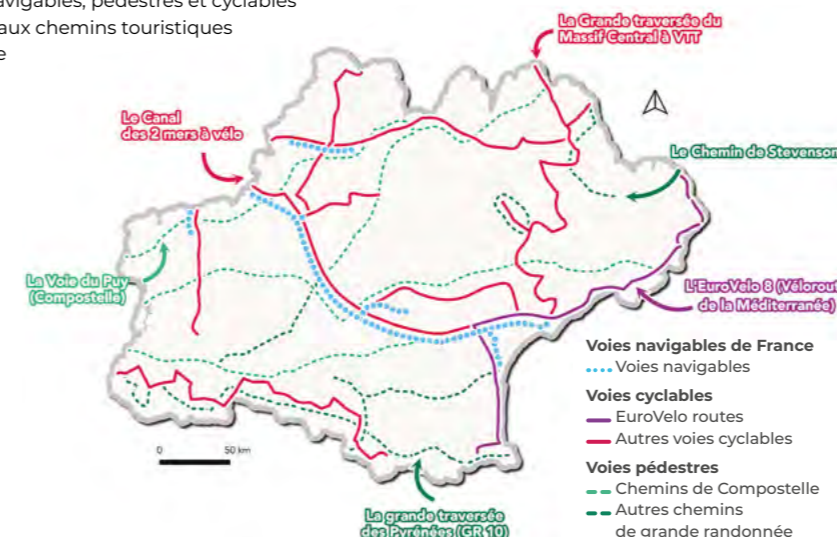 navigables, pédestres et cyclables
aux chemins touristiques
La Grande traversée du
Massif Central à VTT
Le Canal
des 2 mers à vélo
Le Chemin de Stevenson
La Voie du Puy
(Compostelle)
L'EuroVelo 8 (Vélorout
de la Méditerranée)
Voies navigables de France
Voies navigables
Voies cyclables
EuroVelo routes
Autres voies cyclables
Voies pédestres
Chemins de Compostelle
Autres chemins
de grande randonnée
0 50 km
La grande traversée
des Pyrénées (GR 10)